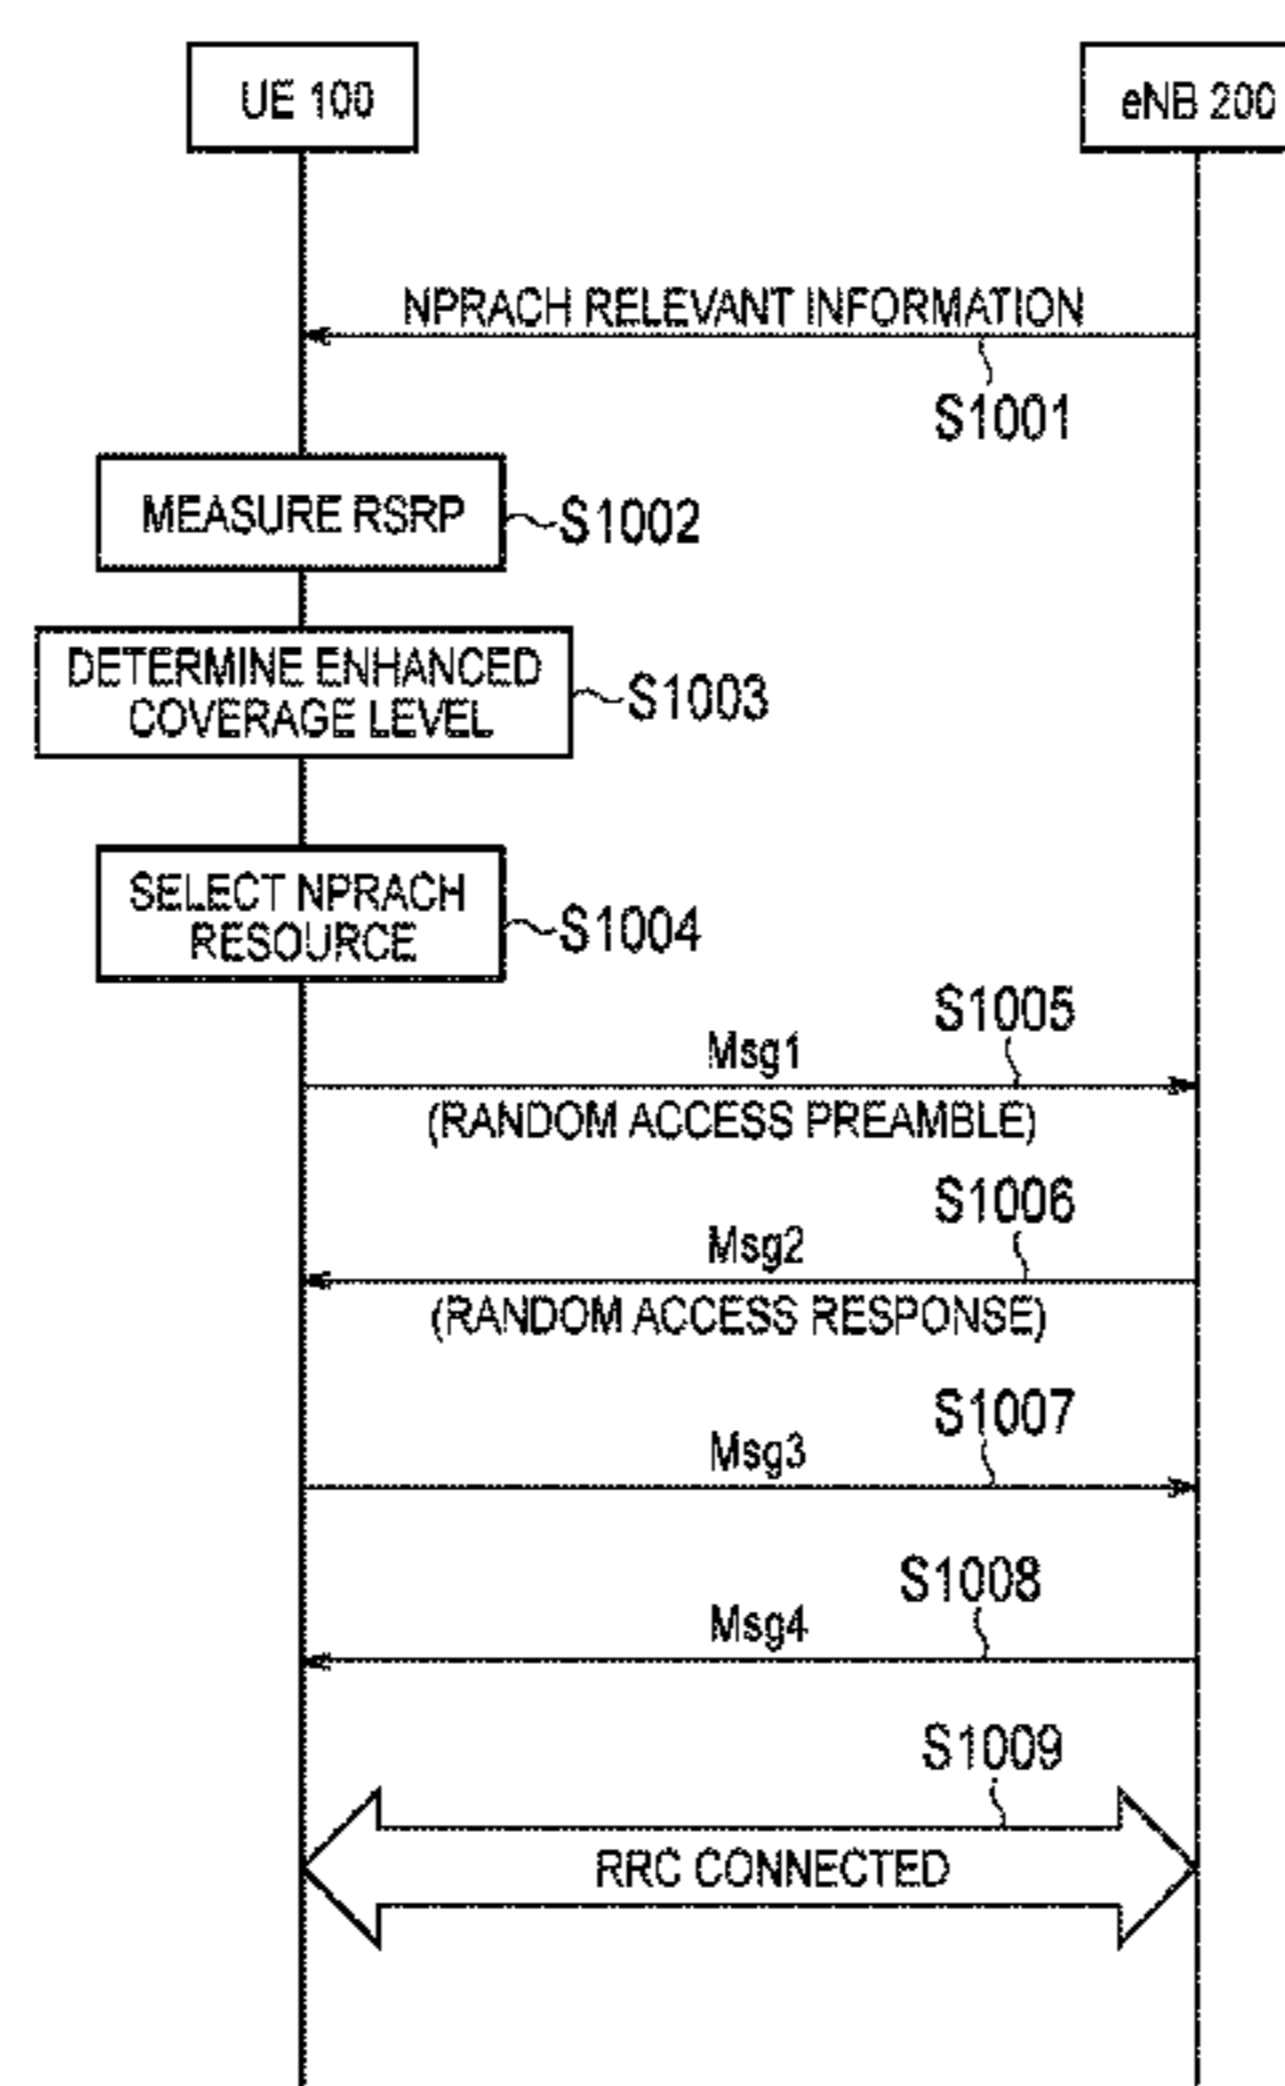 UE 100
eNB 200
NPRACH RELEVANT INFORMATION
S1001
MEASURE RSRP
S1002
DETERMINE ENHANCED
COVERAGE LEVEL
S1003
SELECT NPRACH
RESOURCE
S1004
S1005
Msg1
(RANDOM ACCESS PREAMBLE)
S1006
Msg2
(RANDOM ACCESS RESPONSE)
S1007
Msg3
S1008
Msg4
S1009
RRC CONNECTED